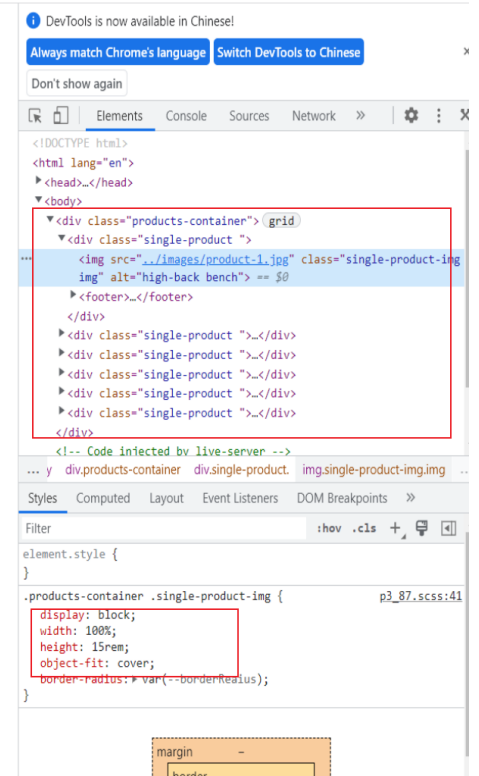 DevTools is now available in Chinese!
Always match Chrome's language Switch DevTools to Chinese
Don't show again
Elements Console Sources Network »
<!DOCTYPE html>
<html lang="en">
<head>…</head>
<body>
<div class="products-container"> grid
<div class="single-product ">
<img src="../images/product-1.jpg" class="single-product-img
img" alt="high-back bench"> == $0
<footer>…</footer>
</div>
<div class="single-product ">…</div>
<div class="single-product ">…</div>
<div class="single-product ">…</div>
<div class="single-product ">…</div>
<div class="single-product ">…</div>
</div>
<!-- Code injected by live-server -->
... y div.products-container div.single-product. img.single-product-img.img ...
Styles Computed Layout Event Listeners DOM Breakpoints »
Filter :hov .cls +
element.style {
}
.products-container .single-product-img { p3_87.scss:41
display: block;
width: 100%;
height: 15rem;
object-fit: cover;
border-radius: var(--borderReaius);
}
margin –
border